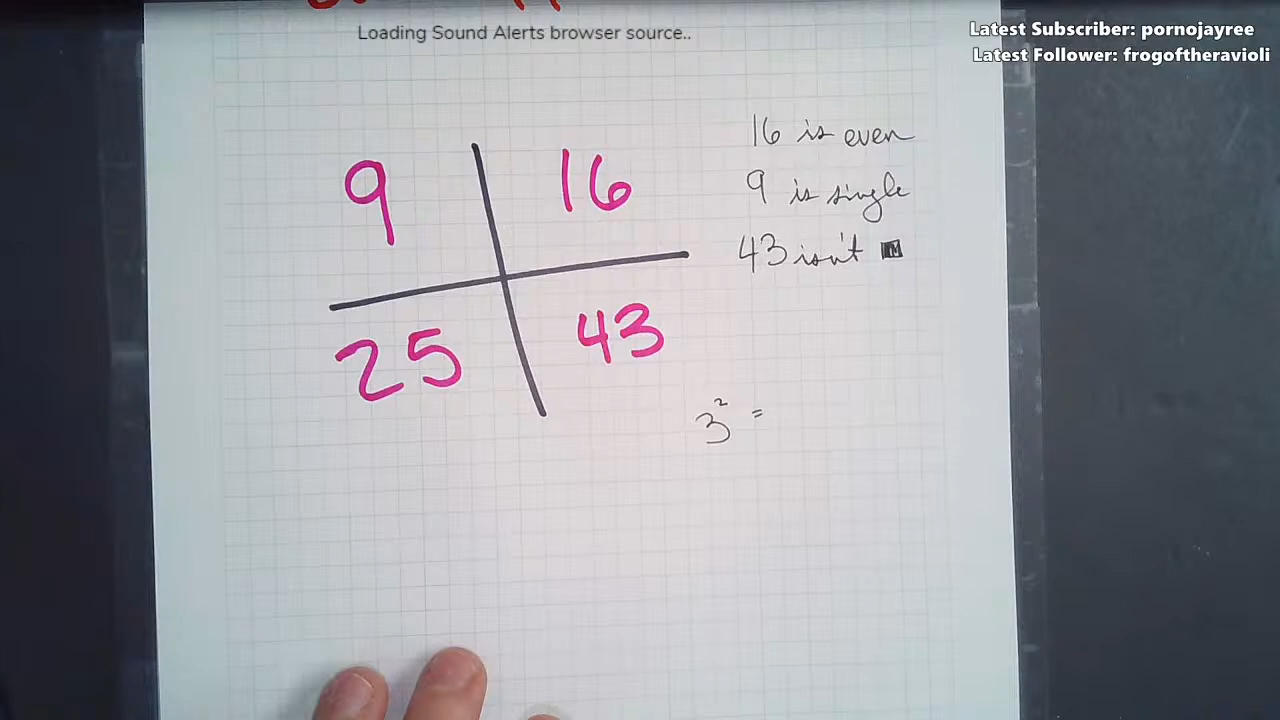 Loading Sound Alerts browser source..
Latest Subscriber: pornojayree
Latest Follower: frogoftheravioli
9 16
25 43
16 is even
9 is single
43 isn't
3² =